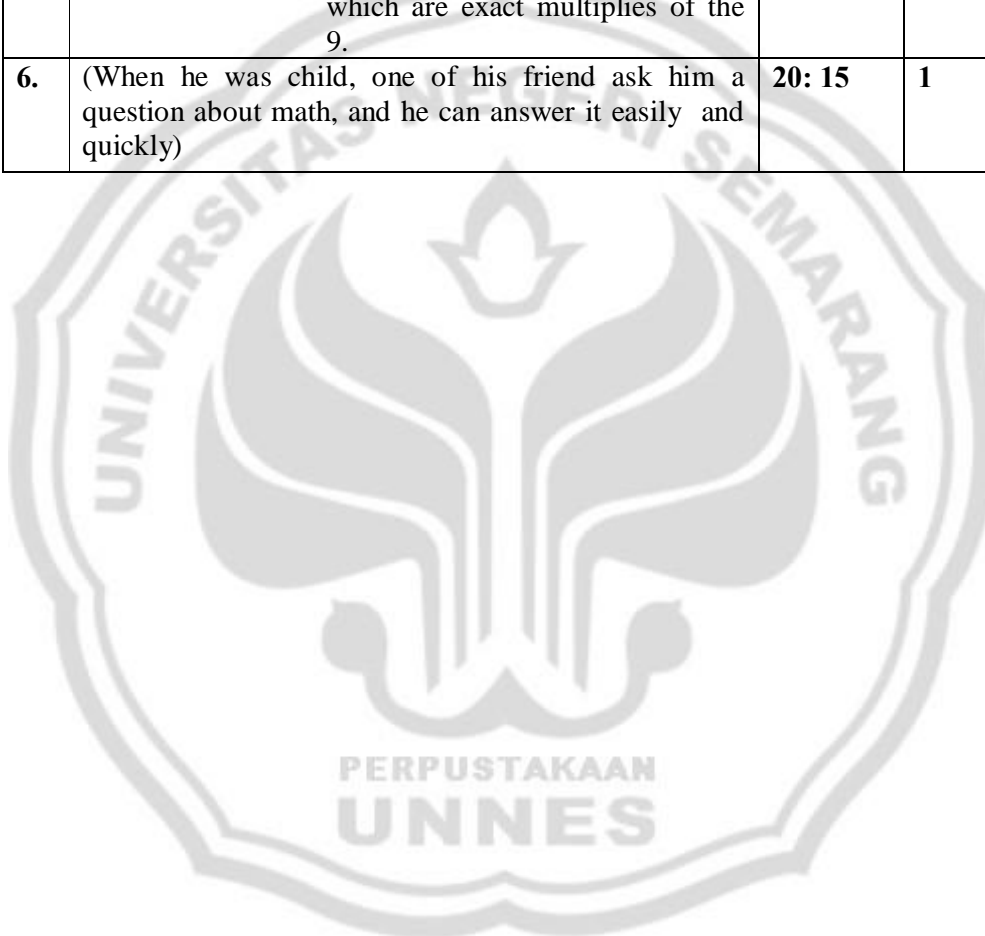 which are exact multiplies of the
9.
6. (When he was child, one of his friend ask him a 20: 15 1
question about math, and he can answer it easily and
quickly)
UNIVERSITAS NEGERI SEMARANG
PERPUSTAKAAN
UNNES